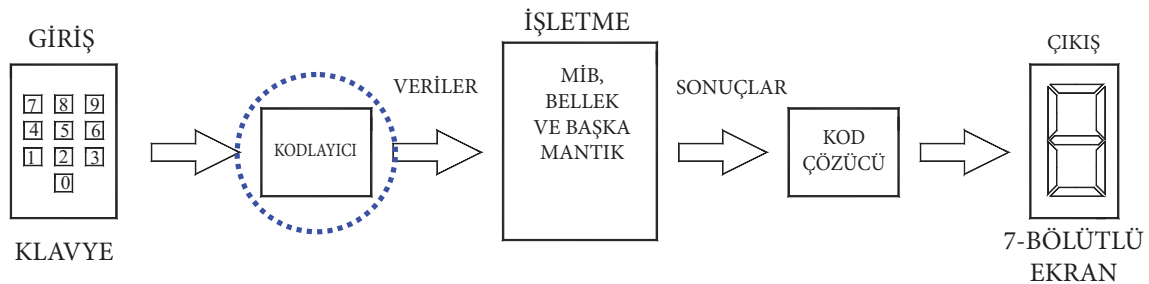 GİRİŞ
7 8 9
4 5 6
1 2 3
0
KLAVYE
KODLAYICI
VERİLER
İŞLETME
MİB,
BELLEK
VE BAŞKA
MANTIK
SONUÇLAR
KOD
ÇÖZÜCÜ
ÇIKIŞ
7-BÖLÜTLÜ
EKRAN